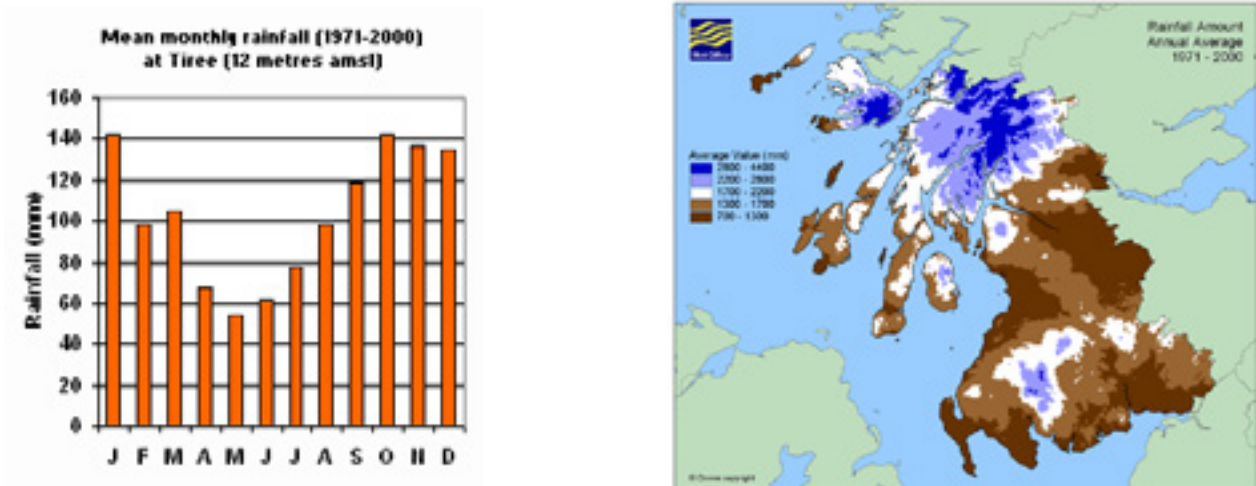 Mean monthly rainfall (1971-2000)
at Tiree (12 metres amsl)
Rainfall (mm)
160
140
120
100
80
60
40
20
0
J F M A M J J A S O N D
Rainfall Amount
Annual Average
1971 - 2000
Average Value (mm)
2800 - 4400
2200 - 2800
1700 - 2200
1300 - 1700
700 - 1300
© Crown copyright